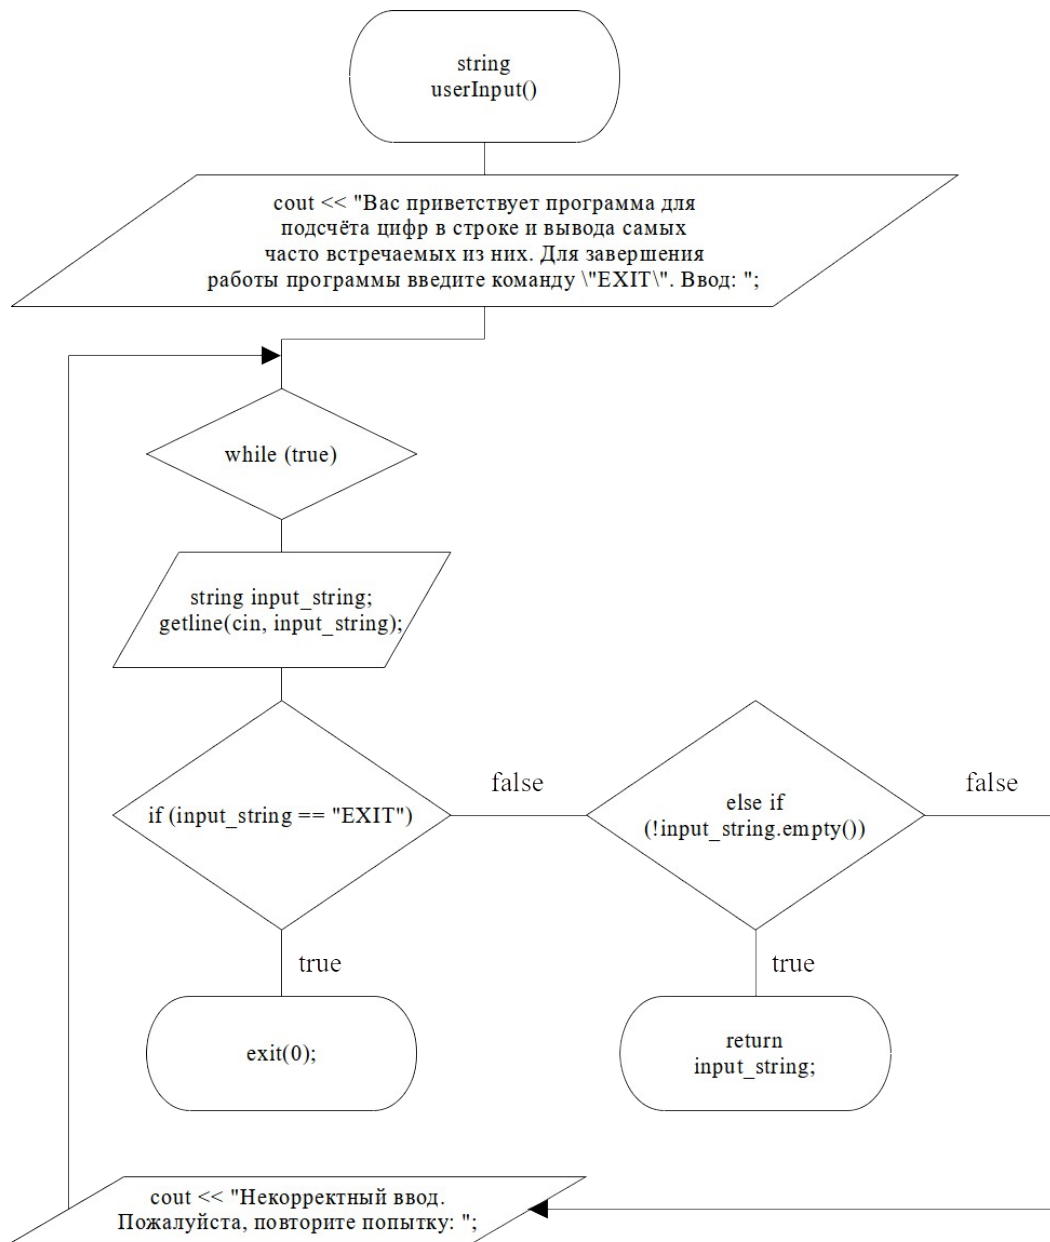 string
userInput()
cout << "Вас приветствует программа для
подсчёта цифр в строке и вывода самых
часто встречаемых из них. Для завершения
работы программы введите команду \"EXIT\". Ввод: ";
while (true)
string input_string;
getline(cin, input_string);
if (input_string == "EXIT")
false
else if
(!input_string.empty())
false
true
true
exit(0);
return
input_string;
cout << "Некорректный ввод.
Пожалуйста, повторите попытку: ";